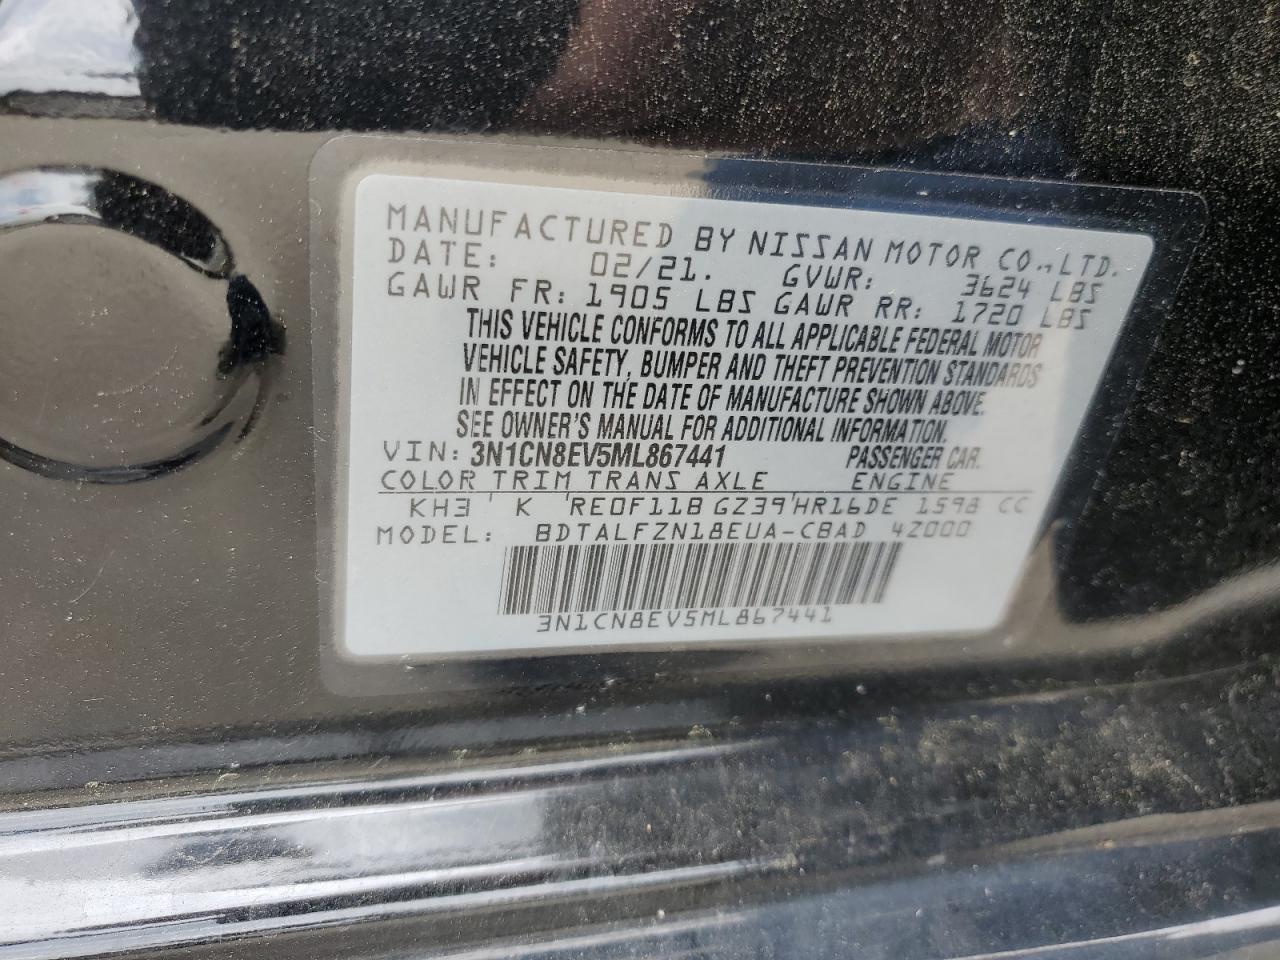 MANUFACTURED BY NISSAN MOTOR CO.,LTD.
DATE: 02/21. GVWR: 3624 LBS
GAWR FR: 1905 LBS GAWR RR: 1720 LBS
THIS VEHICLE CONFORMS TO ALL APPLICABLE FEDERAL MOTOR
VEHICLE SAFETY, BUMPER AND THEFT PREVENTION STANDARDS
IN EFFECT ON THE DATE OF MANUFACTURE SHOWN ABOVE.
SEE OWNER'S MANUAL FOR ADDITIONAL INFORMATION.
VIN: 3N1CN8EV5ML867441 PASSENGER CAR.
COLOR TRIM TRANS AXLE ENGINE
KH3 K RE0F11B GZ39 HR16DE 1598 CC
MODEL: BDTALFZN18EUA-CBAD 4Z000
3N1CN8EV5ML867441